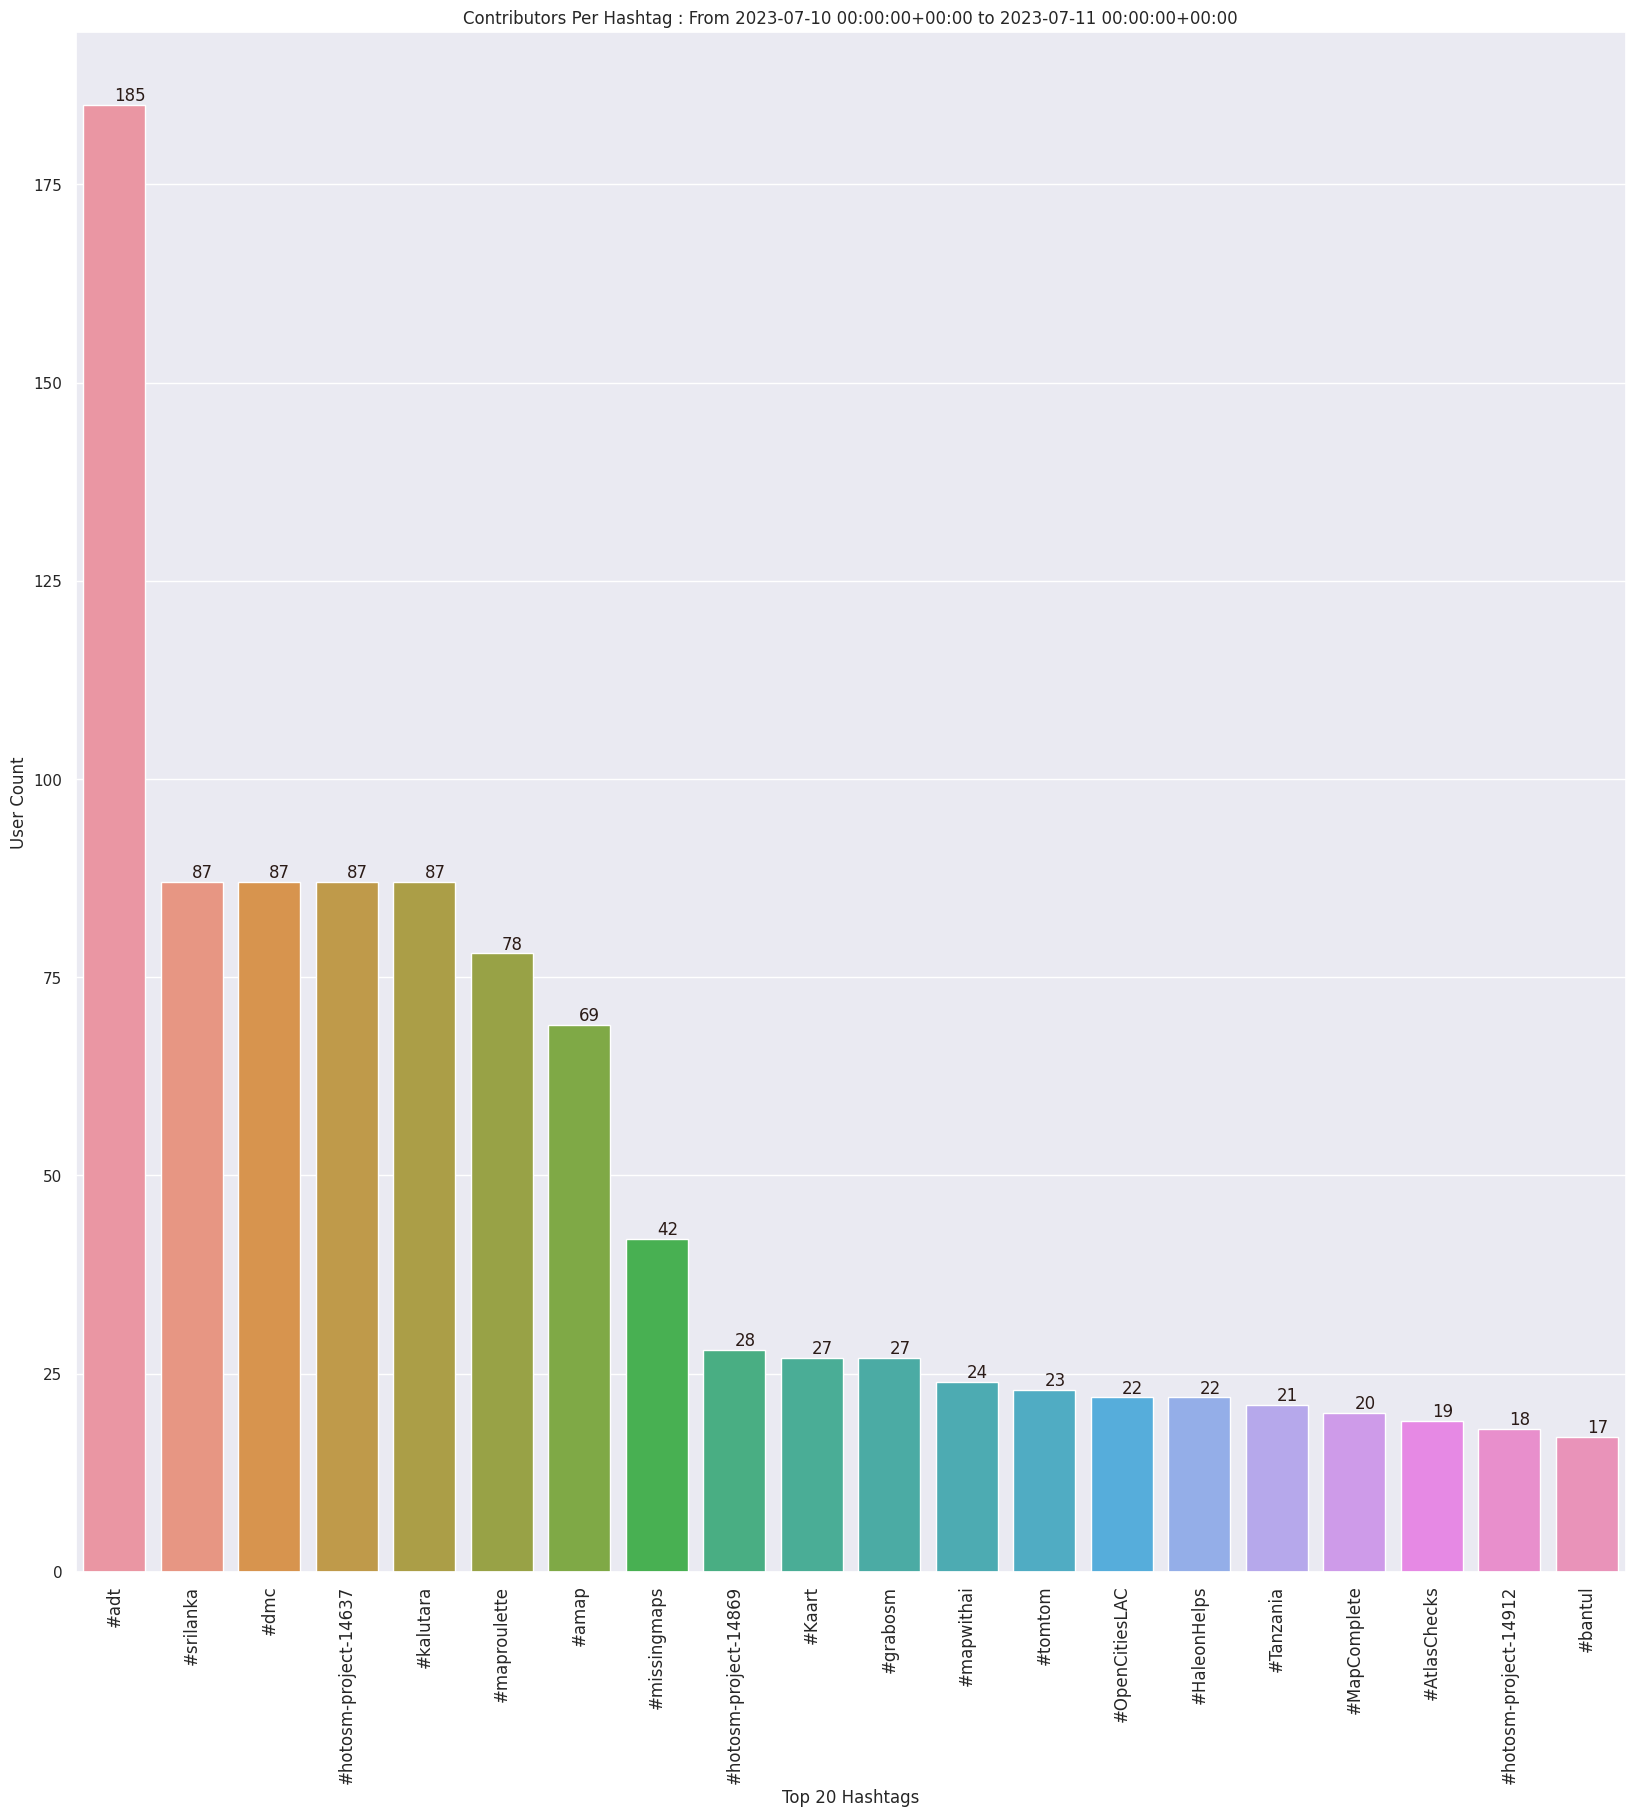 Contributors Per Hashtag : From 2023-07-10 00:00:00+00:00 to 2023-07-11 00:00:00+00:00
User Count
175
150
125
100
75
50
25
0
185
87
87
87
87
78
69
42
28
27
27
24
23
22
22
21
20
19
18
17
#adt
#srilanka
#dmc
#hotosm-project-14637
#kalutara
#maproulette
#amap
#missingmaps
#hotosm-project-14869
#Kaart
#grabosm
#mapwithai
#tomtom
#OpenCitiesLAC
#HaleonHelps
#Tanzania
#MapComplete
#AtlasChecks
#hotosm-project-14912
#bantul
Top 20 Hashtags